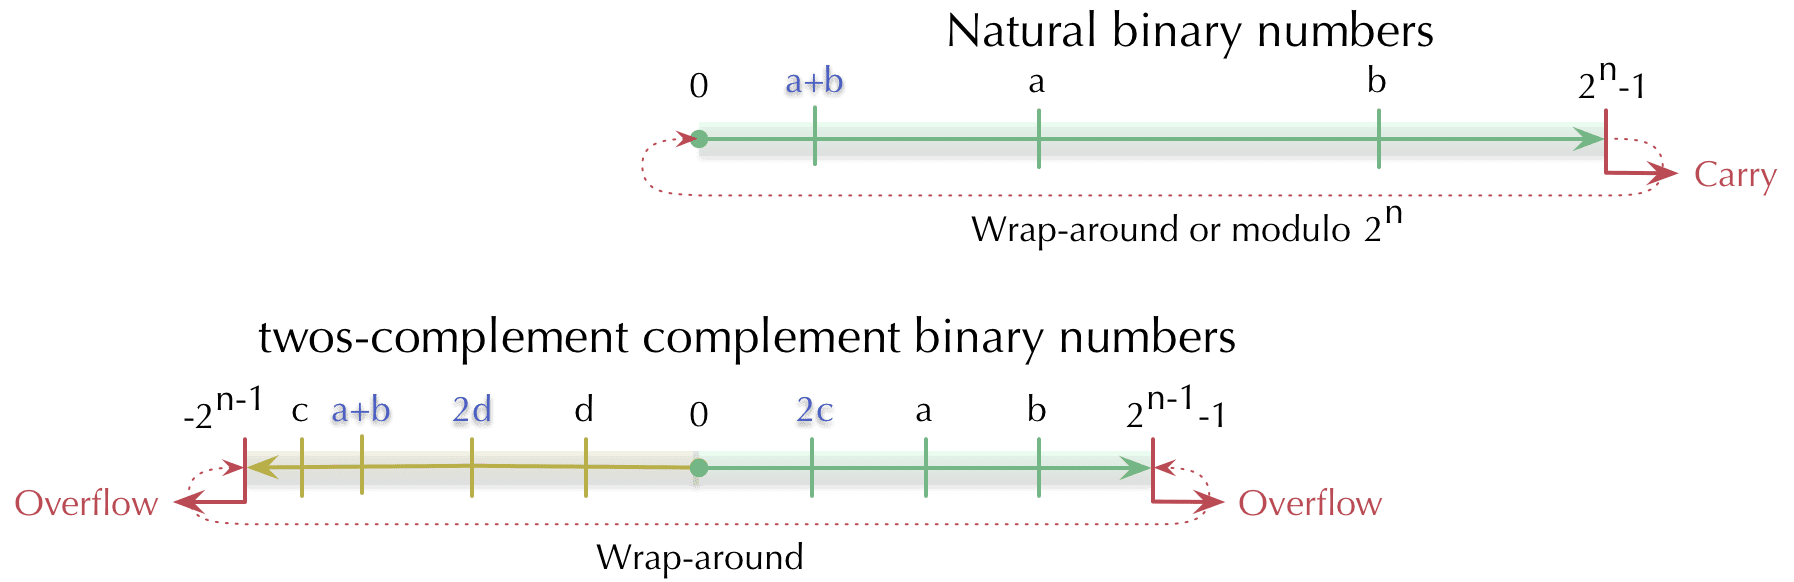 Natural binary numbers
0 a+b a b 2^n-1
Carry
Wrap-around or modulo 2^n
twos-complement complement binary numbers
-2^n-1 c a+b 2d d 0 2c a b 2^n-1-1
Overflow Overflow
Wrap-around